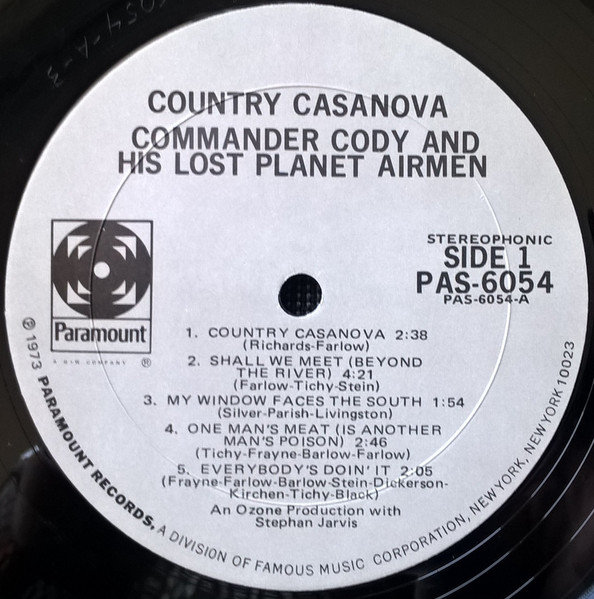 6054-A-3
COUNTRY CASANOVA
COMMANDER CODY AND
HIS LOST PLANET AIRMEN
STEREOPHONIC
SIDE 1
PAS-6054
PAS-6054-A
Paramount
A G+W COMPANY ®
1. COUNTRY CASANOVA 2:38
(Richards-Farlow)
2. SHALL WE MEET (BEYOND
THE RIVER) 4:21
(Farlow-Tichy-Stein)
3. MY WINDOW FACES THE SOUTH 1:54
(Silver-Parish-Livingston)
4. ONE MAN'S MEAT (IS ANOTHER
MAN'S POISON) 2:46
(Tichy-Frayne-Barlow-Farlow)
5. EVERYBODY'S DOIN' IT 2:05
(Frayne-Farlow-Barlow-Stein-Dickerson-
Kirchen-Tichy-Black)
An Ozone Production with
Stephan Jarvis
℗ 1973 PARAMOUNT RECORDS, A DIVISION OF FAMOUS MUSIC CORPORATION, NEW YORK, NEW YORK 10023